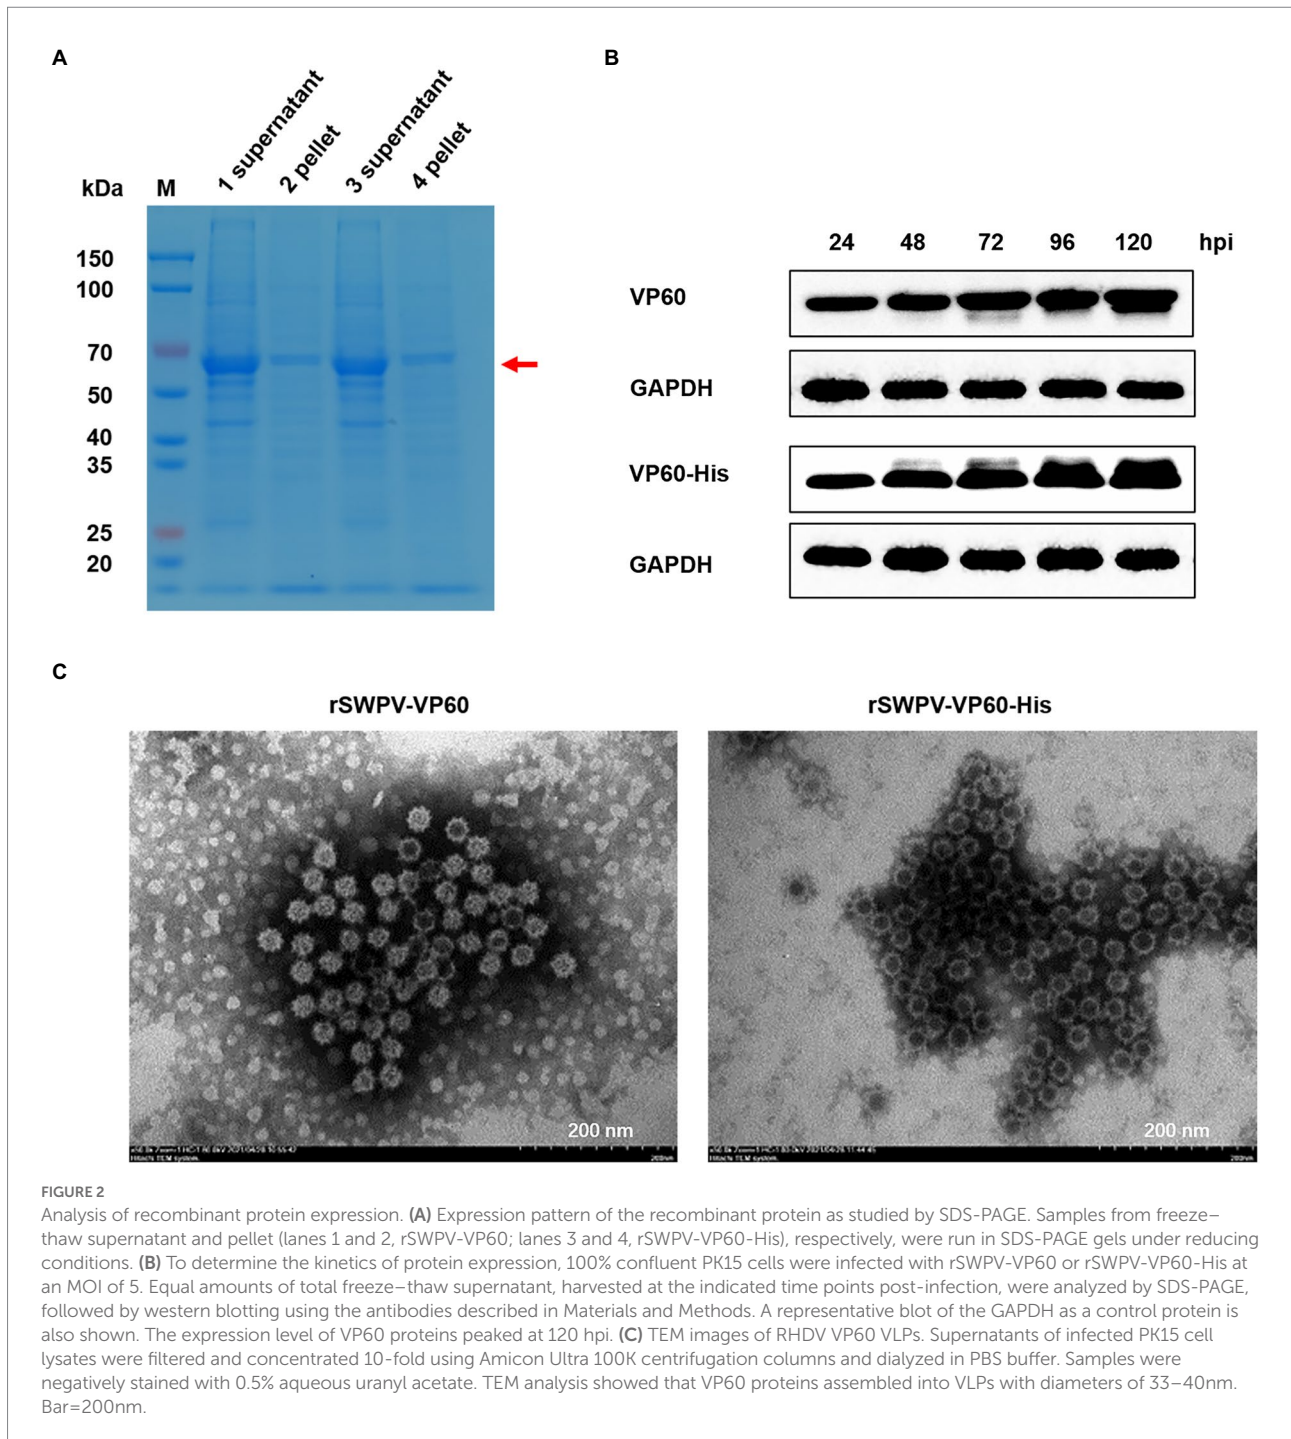 A
B
1 supernatant
2 pellet
3 supernatant
4 pellet
kDa M
150
100
70
50
40
35
25
20
24 48 72 96 120 hpi
VP60
GAPDH
VP60-His
GAPDH
C
rSWPV-VP60
rSWPV-VP60-His
200 nm
200 nm
Hitachi TEM system.
200nm
Hitachi TEM system.
200nm
FIGURE 2
Analysis of recombinant protein expression. (A) Expression pattern of the recombinant protein as studied by SDS-PAGE. Samples from freeze–
thaw supernatant and pellet (lanes 1 and 2, rSWPV-VP60; lanes 3 and 4, rSWPV-VP60-His), respectively, were run in SDS-PAGE gels under reducing
conditions. (B) To determine the kinetics of protein expression, 100% confluent PK15 cells were infected with rSWPV-VP60 or rSWPV-VP60-His at
an MOI of 5. Equal amounts of total freeze–thaw supernatant, harvested at the indicated time points post-infection, were analyzed by SDS-PAGE,
followed by western blotting using the antibodies described in Materials and Methods. A representative blot of the GAPDH as a control protein is
also shown. The expression level of VP60 proteins peaked at 120 hpi. (C) TEM images of RHDV VP60 VLPs. Supernatants of infected PK15 cell
lysates were filtered and concentrated 10-fold using Amicon Ultra 100K centrifugation columns and dialyzed in PBS buffer. Samples were
negatively stained with 0.5% aqueous uranyl acetate. TEM analysis showed that VP60 proteins assembled into VLPs with diameters of 33–40nm.
Bar=200nm.